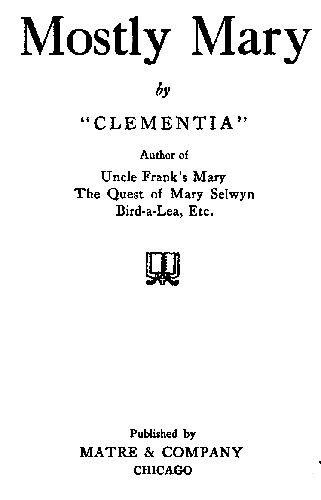 Mostly Mary
by
"CLEMENTIA"
Author of
Uncle Frank's Mary
The Quest of Mary Selwyn
Bird-a-Lea, Etc.
Published by
MATRE & COMPANY
CHICAGO